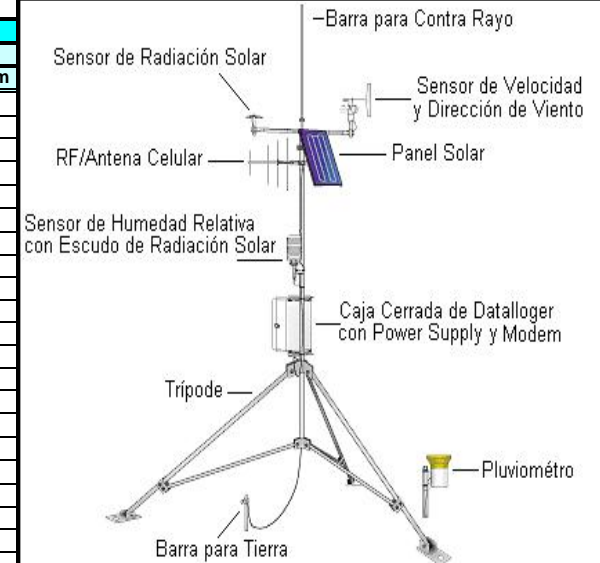 Barra para Contra Rayo
Sensor de Radiación Solar
Sensor de Velocidad
y Dirección de Viento
RF/Antena Celular
Panel Solar
Sensor de Humedad Relativa
con Escudo de Radiación Solar
Caja Cerrada de Datalloger
con Power Supply y Modem
Trípode
Pluviométro
Barra para Tierra